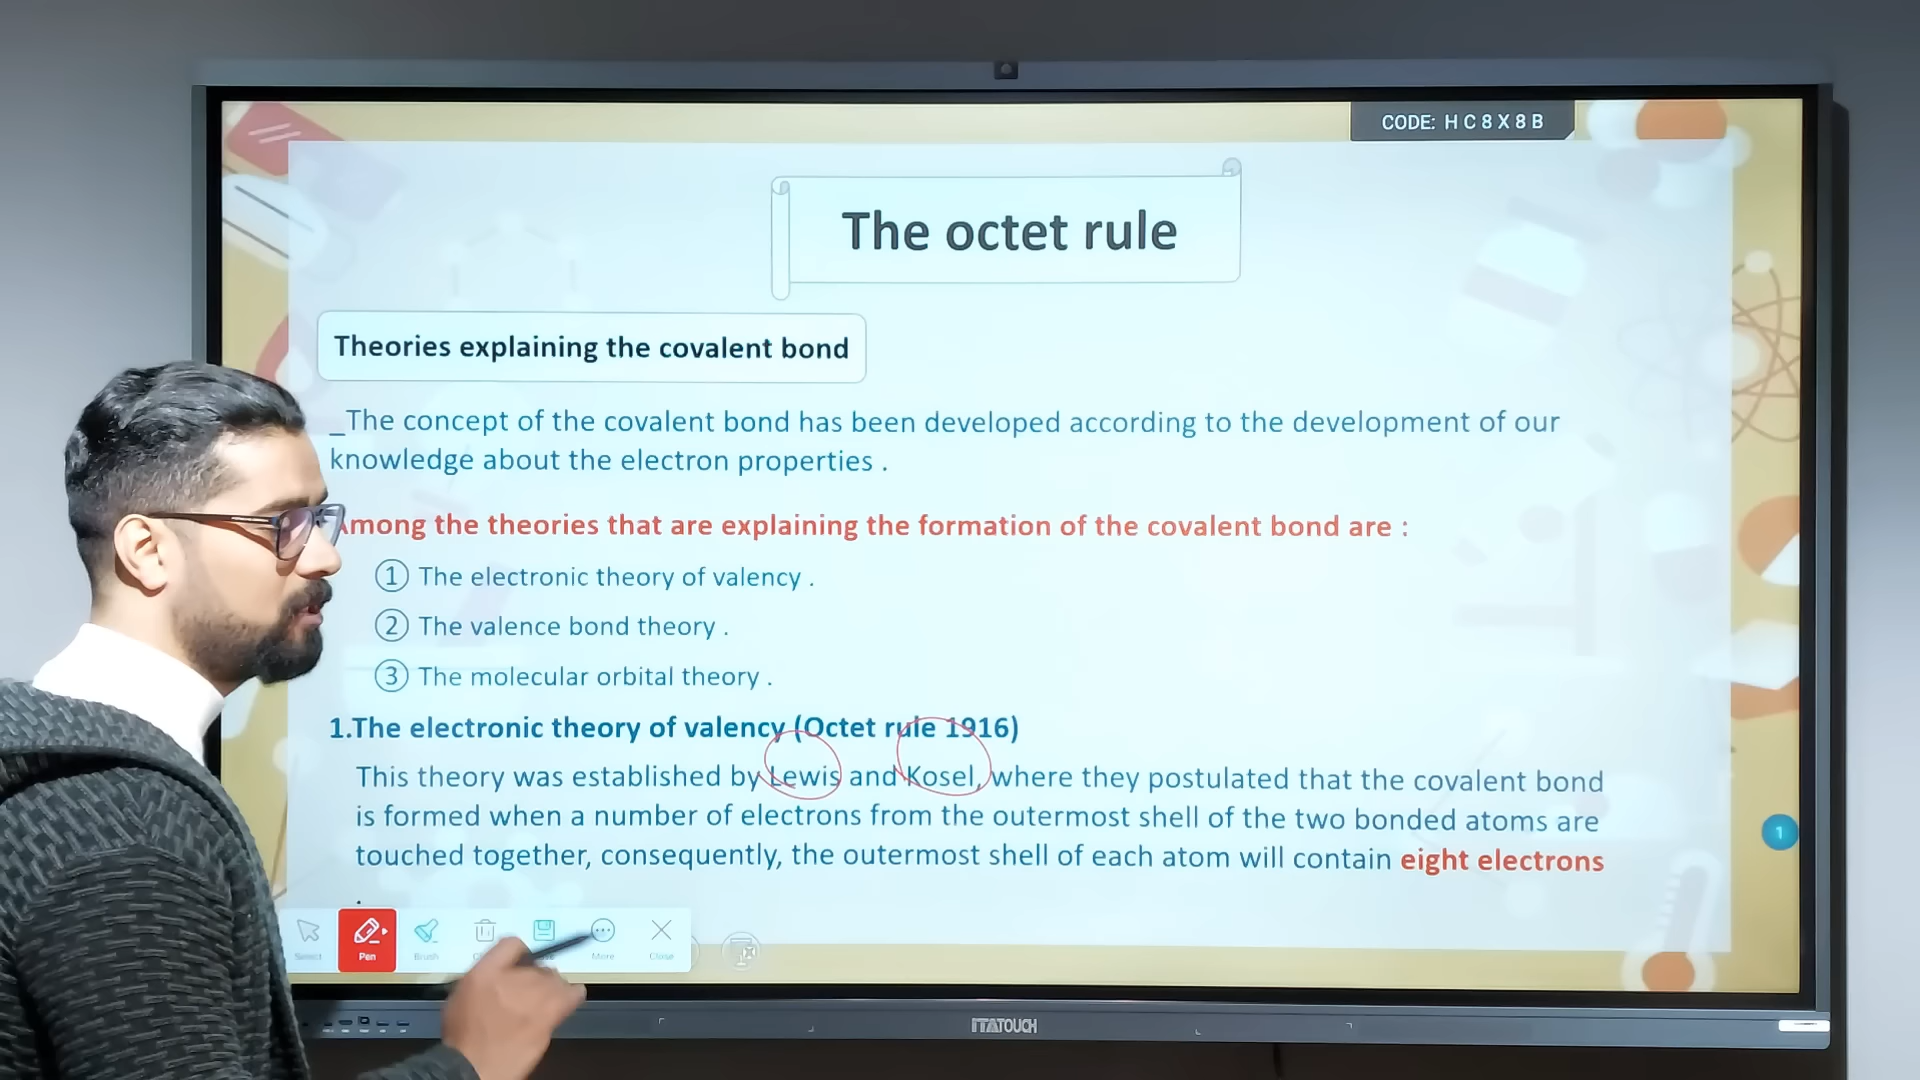 CODE: H C 8 X 8 B
The octet rule
Theories explaining the covalent bond
_The concept of the covalent bond has been developed according to the development of our
knowledge about the electron properties .
Among the theories that are explaining the formation of the covalent bond are :
① The electronic theory of valency .
② The valence bond theory .
③ The molecular orbital theory .
1.The electronic theory of valency (Octet rule 1916)
This theory was established by Lewis and Kosel, where they postulated that the covalent bond
is formed when a number of electrons from the outermost shell of the two bonded atoms are
touched together, consequently, the outermost shell of each atom will contain eight electrons
.
1
Select Pen Brush More Close
ITATOUCH